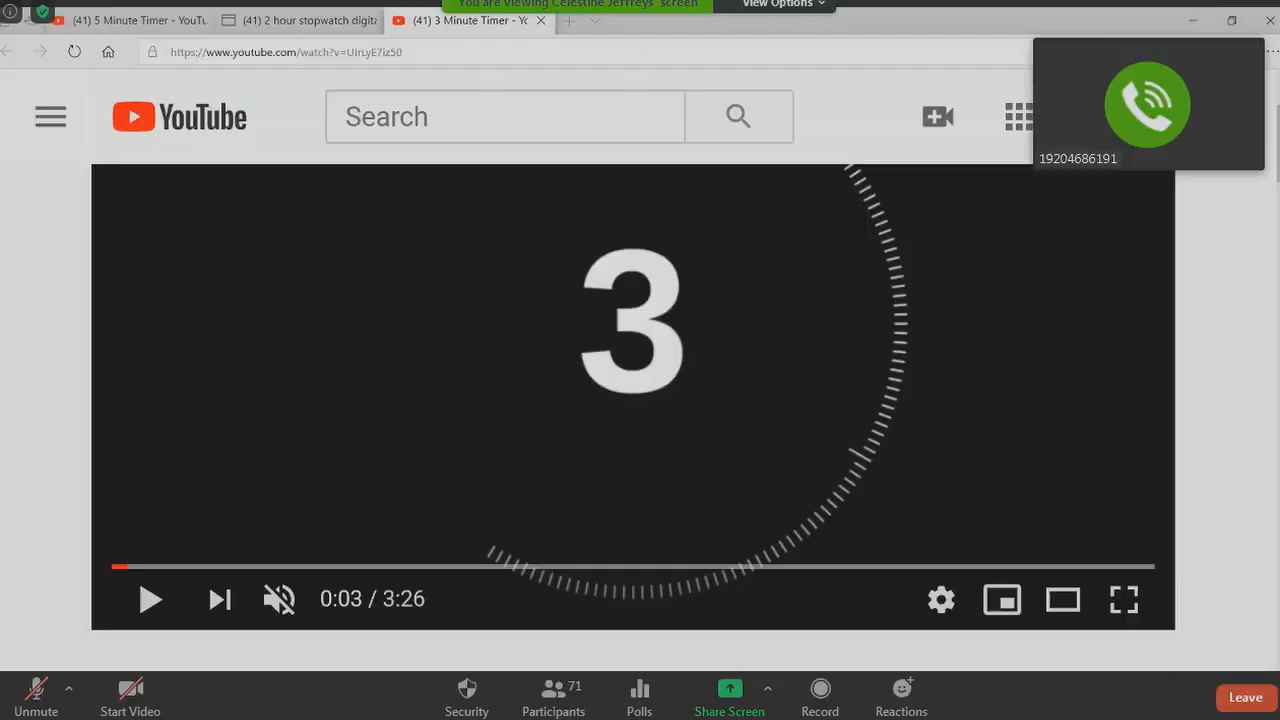 You are viewing Celestine Jeffreys' screen
View Options
(41) 5 Minute Timer - YouTu
(41) 2 hour stopwatch digita
(41) 3 Minute Timer - Yo
https://www.youtube.com/watch?v=UIrLyE7iz50
YouTube
Search
19204686191
3
0:03 / 3:26
71
Unmute
Start Video
Security
Participants
Polls
Share Screen
Record
Reactions
Leave